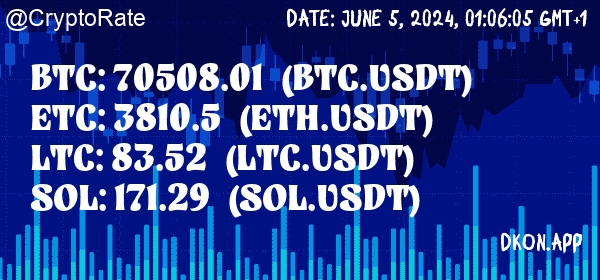 @CryptoRate
DATE: JUNE 5, 2024, 01:06:05 GMT+1
BTC: 70508.01 (BTC.USDT)
ETC: 3810.5 (ETH.USDT)
LTC: 83.52 (LTC.USDT)
SOL: 171.29 (SOL.USDT)
DKON.APP